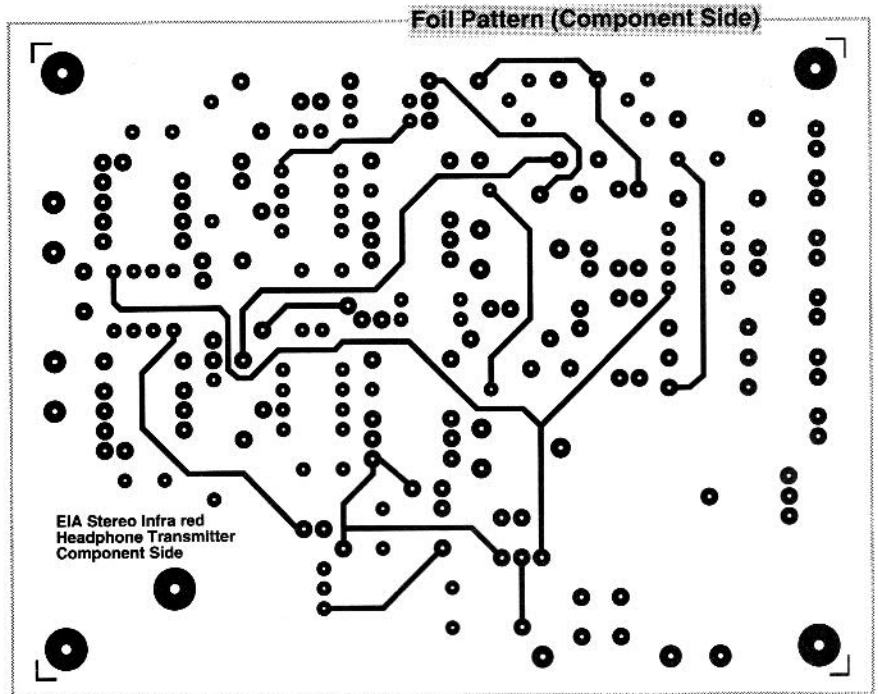 Foil Pattern (Component Side)
EIA Stereo Infra red
Headphone Transmitter
Component Side